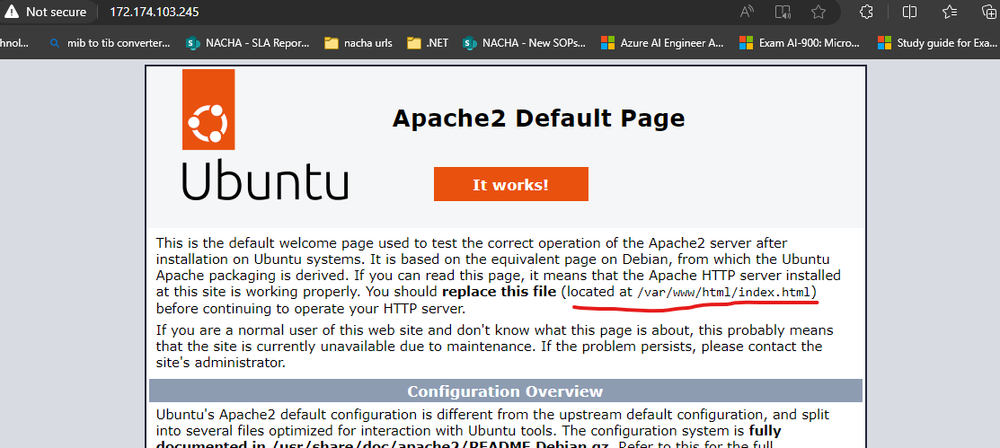 Not secure 172.174.103.245
hnol... mib to tib converter... NACHA - SLA Repor... nacha urls .NET NACHA - New SOPs... Azure AI Engineer A... Exam AI-900: Micro... Study guide for Exa...
Apache2 Default Page
Ubuntu
It works!
This is the default welcome page used to test the correct operation of the Apache2 server after
installation on Ubuntu systems. It is based on the equivalent page on Debian, from which the Ubuntu
Apache packaging is derived. If you can read this page, it means that the Apache HTTP server installed
at this site is working properly. You should replace this file (located at /var/www/html/index.html)
before continuing to operate your HTTP server.
If you are a normal user of this web site and don't know what this page is about, this probably means
that the site is currently unavailable due to maintenance. If the problem persists, please contact the
site's administrator.
Configuration Overview
Ubuntu's Apache2 default configuration is different from the upstream default configuration, and split
into several files optimized for interaction with Ubuntu tools. The configuration system is fully
documented in /usr/share/doc/apache2/README.Debian.gz. Refer to this for the full